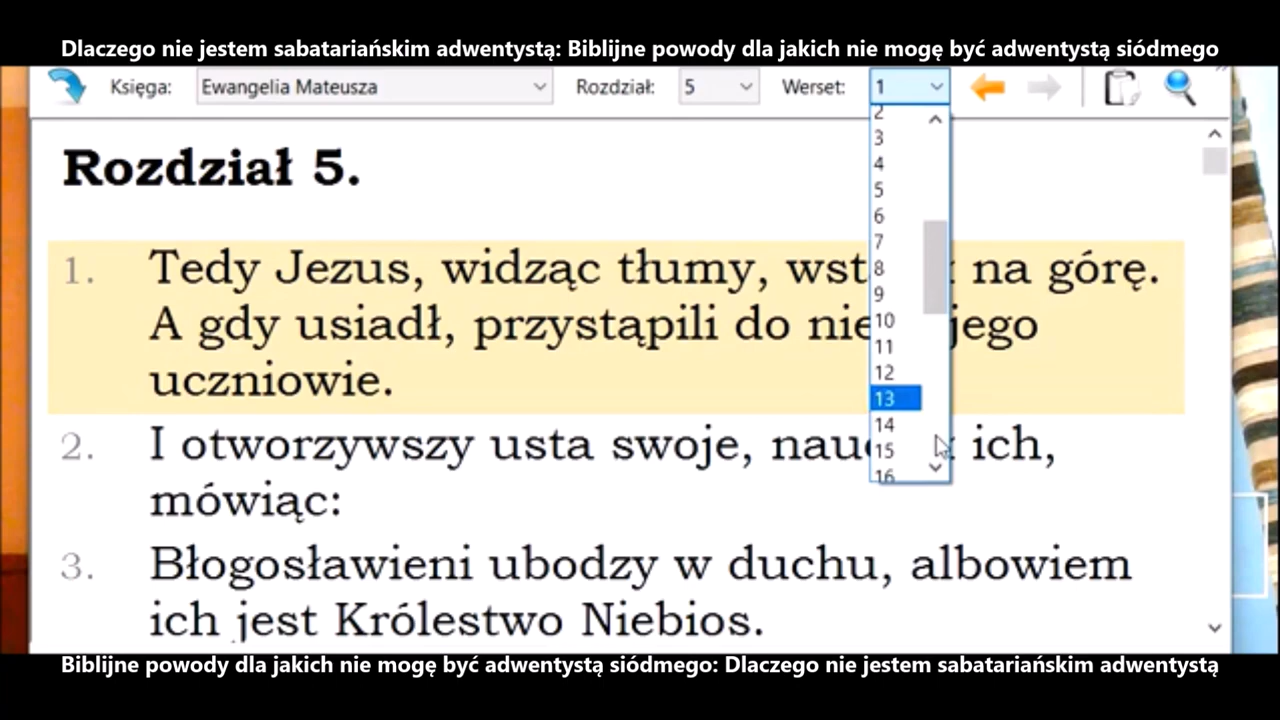 Dlaczego nie jestem sabatariańskim adwentystą: Biblijne powody dla jakich nie mogę być adwentystą siódmego
Księga: Ewangelia Mateusza Rozdział: 5 Werset: 1
2
3
4
5
6
7
8
9
10
11
12
13
14
15
16
Rozdział 5.
1. Tedy Jezus, widząc tłumy, na górę.
A gdy usiadł, przystąpili do jego
uczniowie.
2. I otworzywszy usta swoje, ich,
mówiąc:
3. Błogosławieni ubodzy w duchu, albowiem
ich jest Królestwo Niebios.
Biblijne powody dla jakich nie mogę być adwentystą siódmego: Dlaczego nie jestem sabatariańskim adwentystą